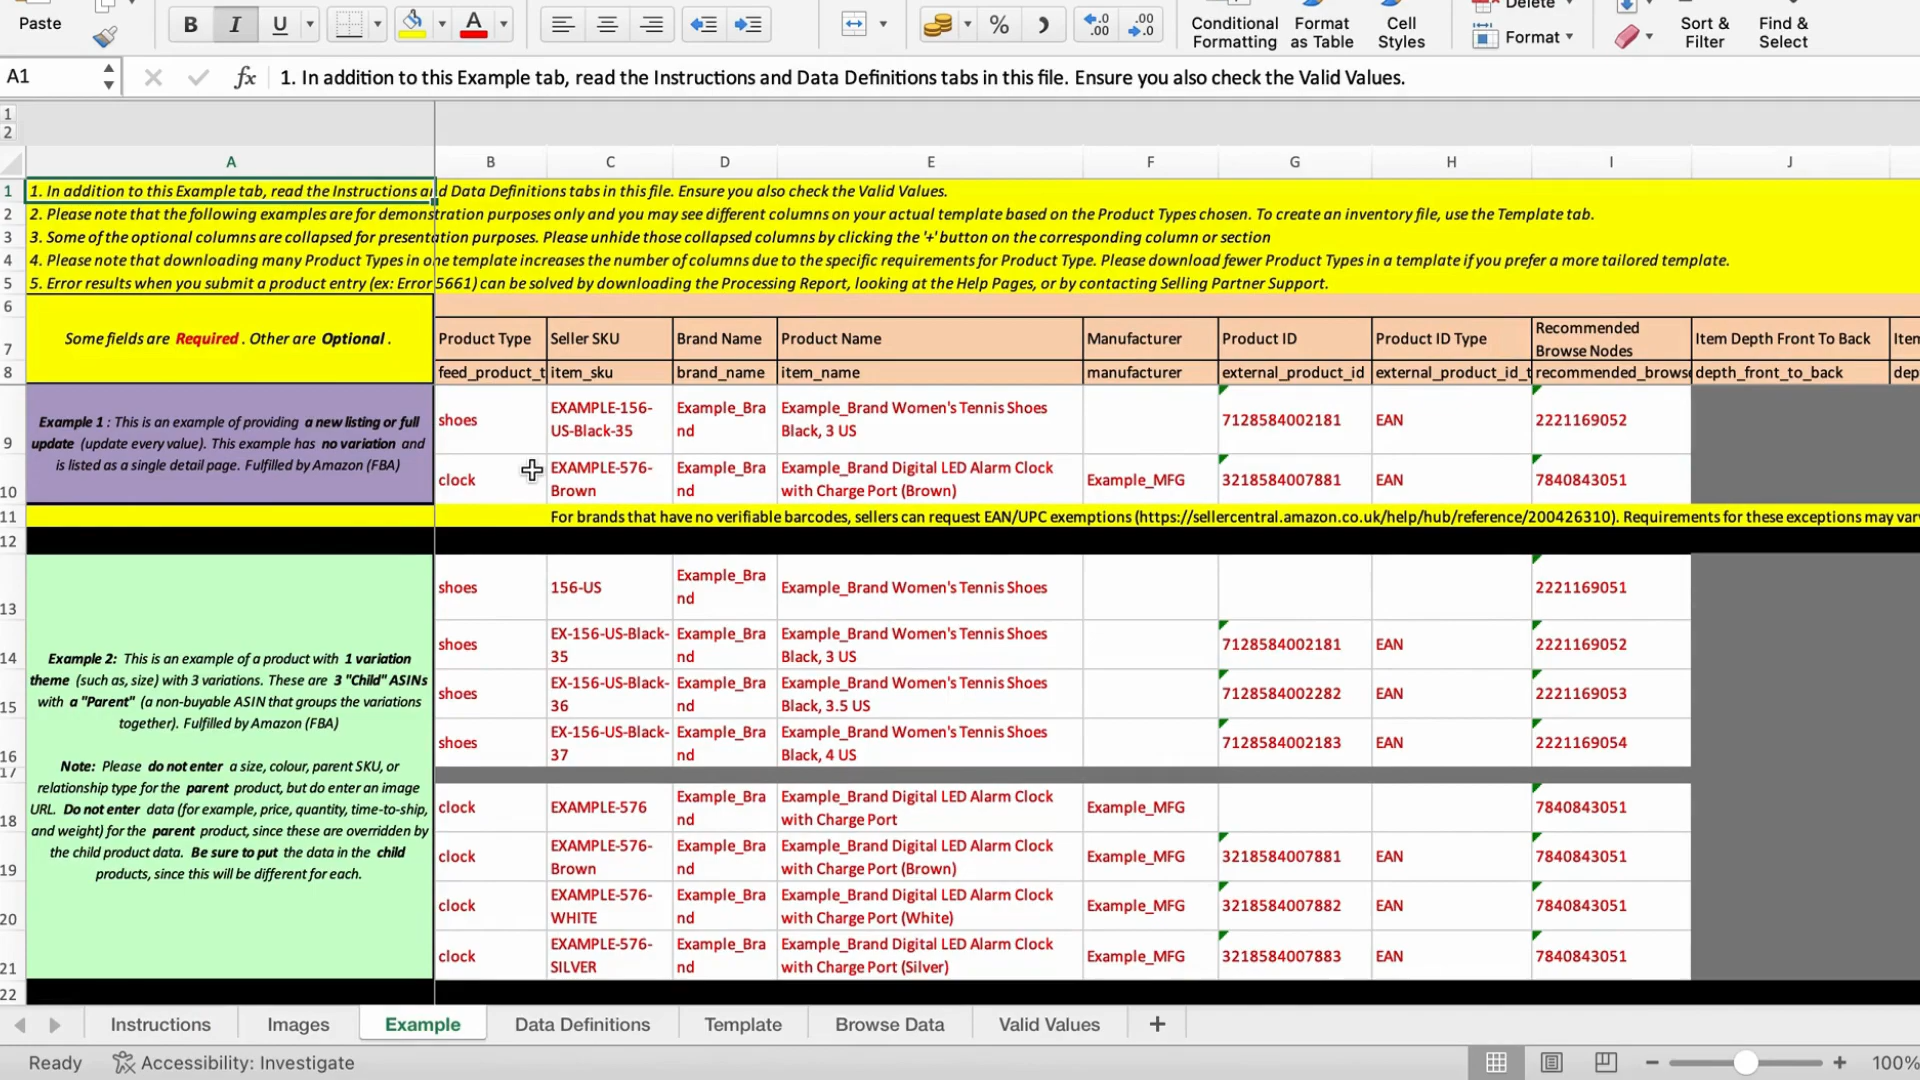 Paste
B I U
A
%
Conditional
Formatting
Format
as Table
Cell
Styles
Delete
Format
Sort &
Filter
Find &
Select
A1
fx
1. In addition to this Example tab, read the Instructions and Data Definitions tabs in this file. Ensure you also check the Valid Values.
1
2
A B C D E F G H I J
1 1. In addition to this Example tab, read the Instructions and Data Definitions tabs in this file. Ensure you also check the Valid Values.
2 2. Please note that the following examples are for demonstration purposes only and you may see different columns on your actual template based on the Product Types chosen. To create an inventory file, use the Template tab.
3 3. Some of the optional columns are collapsed for presentation purposes. Please unhide those collapsed columns by clicking the '+' button on the corresponding column or section
4 4. Please note that downloading many Product Types in one template increases the number of columns due to the specific requirements for Product Type. Please download fewer Product Types in a template if you prefer a more tailored template.
5 5. Error results when you submit a product entry (ex: Error 5661) can be solved by downloading the Processing Report, looking at the Help Pages, or by contacting Selling Partner Support.
6
7 Some fields are Required . Other are Optional .
Product Type Seller SKU Brand Name Product Name Manufacturer Product ID Product ID Type Recommended Browse Nodes Item Depth Front To Back
8 feed_product_t item_sku brand_name item_name manufacturer external_product_id external_product_id_t recommended_browse depth_front_to_back dep
Example 1 : This is an example of providing a new listing or full
update (update every value). This example has no variation and
is listed as a single detail page. Fulfilled by Amazon (FBA)
9 shoes EXAMPLE-156-US-Black-35 Example_Brand Example_Brand Women's Tennis Shoes Black, 3 US 7128584002181 EAN 2221169052
10 clock EXAMPLE-576-Brown Example_Brand Example_Brand Digital LED Alarm Clock with Charge Port (Brown) Example_MFG 3218584007881 EAN 7840843051
11 For brands that have no verifiable barcodes, sellers can request EAN/UPC exemptions (https://sellercentral.amazon.co.uk/help/hub/reference/200426310). Requirements for these exceptions may vary
12
Example 2: This is an example of a product with 1 variation
theme (such as, size) with 3 variations. These are 3 "Child" ASINs
with a "Parent" (a non-buyable ASIN that groups the variations
together). Fulfilled by Amazon (FBA)
Note: Please do not enter a size, colour, parent SKU, or
relationship type for the parent product, but do enter an image
URL. Do not enter data (for example, price, quantity, time-to-ship,
and weight) for the parent product, since these are overridden by
the child product data. Be sure to put the data in the child
products, since this will be different for each.
13 shoes 156-US Example_Brand Example_Brand Women's Tennis Shoes 2221169051
14 shoes EX-156-US-Black-35 Example_Brand Example_Brand Women's Tennis Shoes Black, 3 US 7128584002181 EAN 2221169052
15 shoes EX-156-US-Black-36 Example_Brand Example_Brand Women's Tennis Shoes Black, 3.5 US 7128584002282 EAN 2221169053
16 shoes EX-156-US-Black-37 Example_Brand Example_Brand Women's Tennis Shoes Black, 4 US 7128584002183 EAN 2221169054
17
18 clock EXAMPLE-576 Example_Brand Example_Brand Digital LED Alarm Clock with Charge Port Example_MFG 7840843051
19 clock EXAMPLE-576-Brown Example_Brand Example_Brand Digital LED Alarm Clock with Charge Port (Brown) Example_MFG 3218584007881 EAN 7840843051
20 clock EXAMPLE-576-WHITE Example_Brand Example_Brand Digital LED Alarm Clock with Charge Port (White) Example_MFG 3218584007882 EAN 7840843051
21 clock EXAMPLE-576-SILVER Example_Brand Example_Brand Digital LED Alarm Clock with Charge Port (Silver) Example_MFG 3218584007883 EAN 7840843051
22
Instructions Images Example Data Definitions Template Browse Data Valid Values +
Ready Accessibility: Investigate 100%